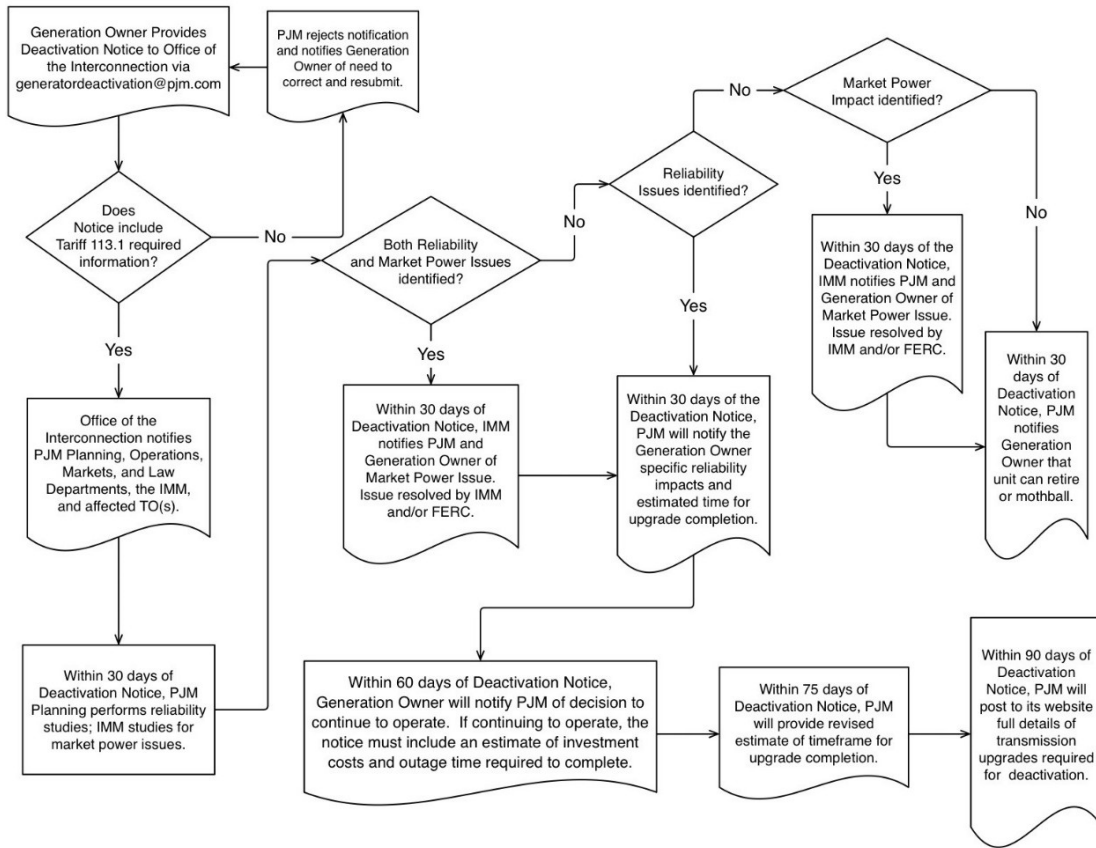 Generation Owner Provides
Deactivation Notice to Office of
the Interconnection via
generatordeactivation@pjm.com
PJM rejects notification
and notifies Generation
Owner of need to
correct and resubmit.
Does
Notice include
Tariff 113.1 required
information?
No
Yes
Office of the
Interconnection notifies
PJM Planning, Operations,
Markets, and Law
Departments, the IMM,
and affected TO(s).
Within 30 days of
Deactivation Notice, PJM
Planning performs reliability
studies; IMM studies for
market power issues.
Both Reliability
and Market Power Issues
identified?
No
Yes
Within 30 days of
Deactivation Notice, IMM
notifies PJM and
Generation Owner of
Market Power Issue.
Issue resolved by IMM
and/or FERC.
Reliability
Issues identified?
No
Yes
Within 30 days of the
Deactivation Notice,
PJM will notify the
Generation Owner
specific reliability
impacts and
estimated time for
upgrade completion.
Market Power
Impact identified?
Yes
No
Within 30 days of the
Deactivation Notice,
IMM notifies PJM and
Generation Owner of
Market Power Issue.
Issue resolved by
IMM and/or FERC.
Within 30
days of
Deactivation
Notice, PJM
notifies
Generation
Owner that
unit can retire
or mothball.
Within 60 days of Deactivation Notice,
Generation Owner will notify PJM of decision to
continue to operate. If continuing to operate, the
notice must include an estimate of investment
costs and outage time required to complete.
Within 75 days of
Deactivation Notice, PJM
will provide revised
estimate of timeframe for
upgrade completion.
Within 90 days of
Deactivation
Notice, PJM will
post to its website
full details of
transmission
upgrades required
for deactivation.